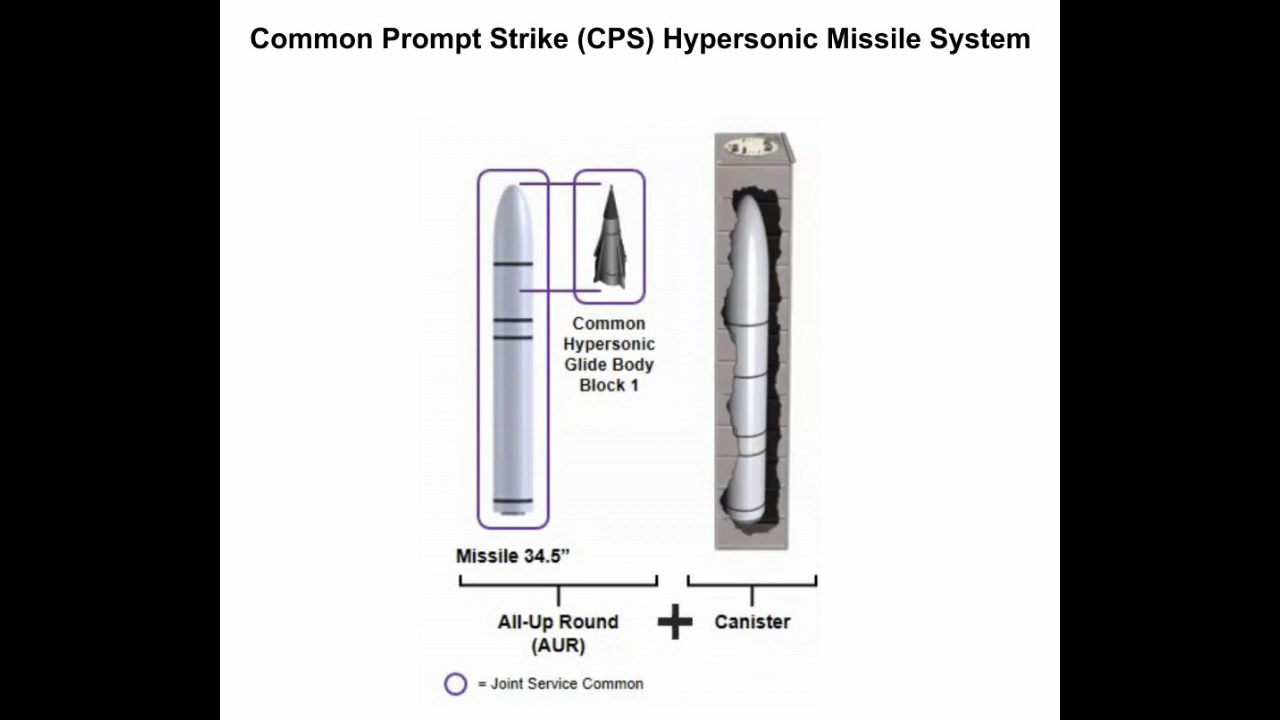 Common Prompt Strike (CPS) Hypersonic Missile System
Common
Hypersonic
Glide Body
Block 1
Missile 34.5”
All-Up Round
(AUR)
+
Canister
= Joint Service Common